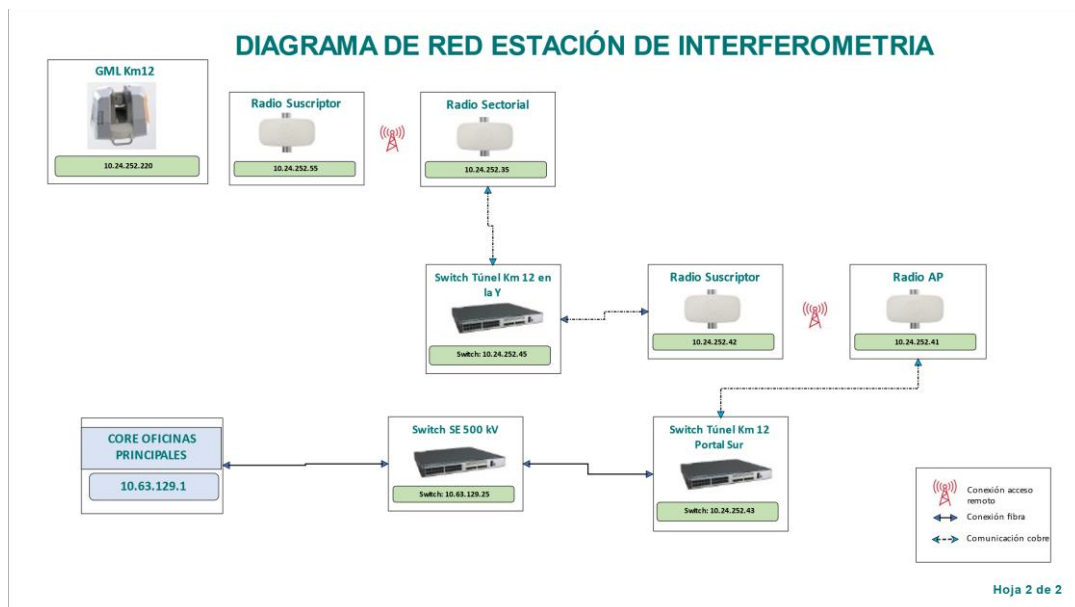 DIAGRAMA DE RED ESTACIÓN DE INTERFEROMETRIA
GML Km12
10.24.252.220
Radio Suscriptor
10.24.252.55
Radio Sectorial
10.24.252.35
Switch Túnel Km 12 en
la Y
Switch: 10.24.252.45
Radio Suscriptor
10.24.252.42
Radio AP
10.24.252.41
CORE OFICINAS
PRINCIPALES
10.63.129.1
Switch SE 500 kV
Switch: 10.63.129.25
Switch Túnel Km 12
Portal Sur
Switch: 10.24.252.43
Conexión acceso
remoto
Conexión fibra
Comunicación cobre
Hoja 2 de 2